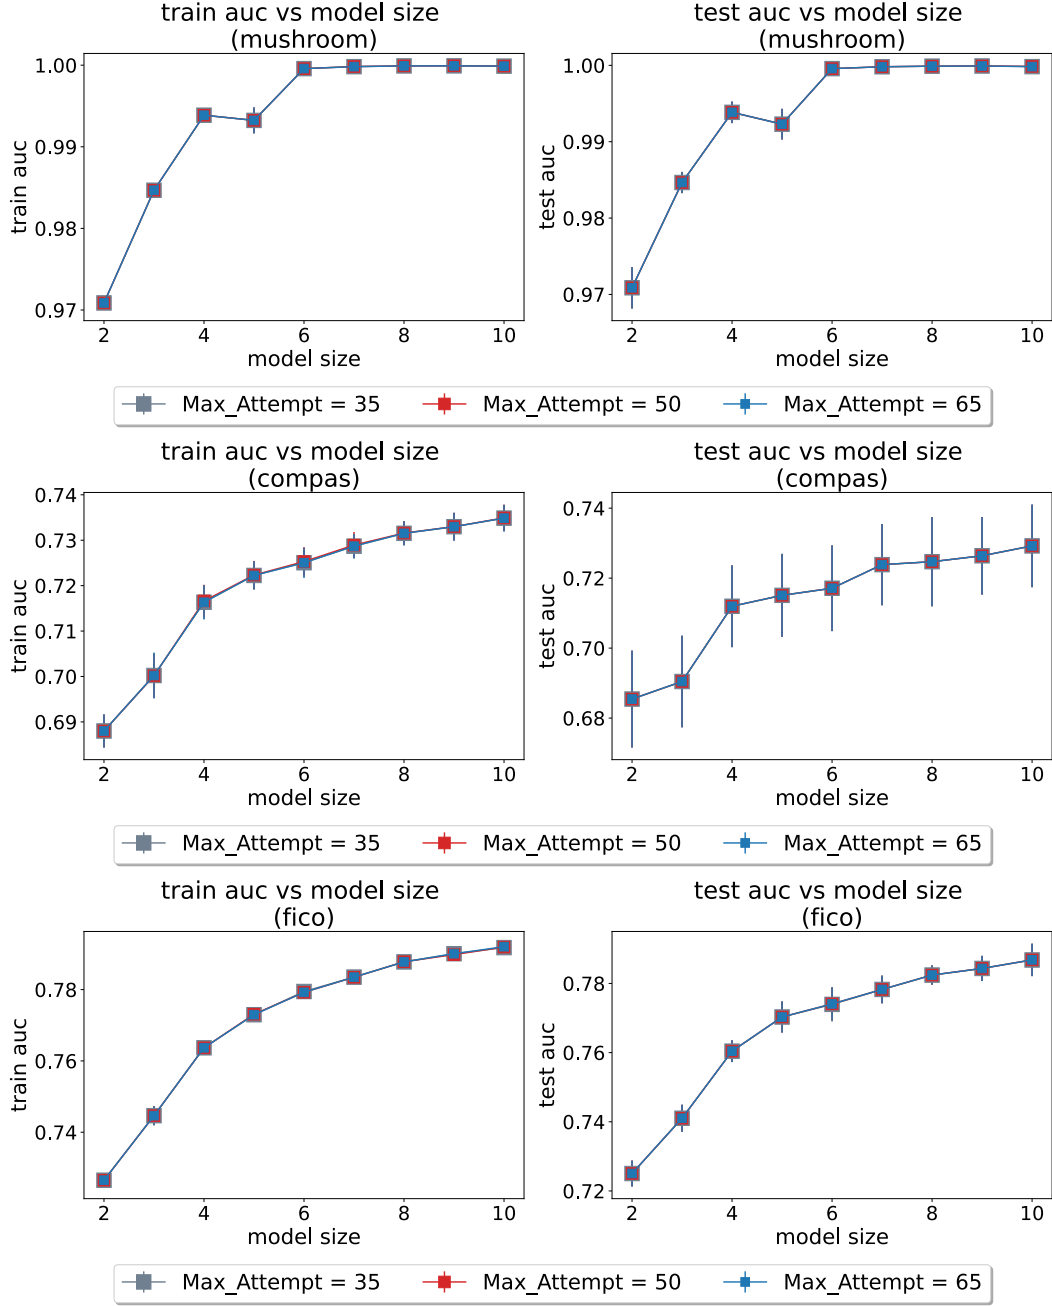 train auc vs model size
(mushroom)
test auc vs model size
(mushroom)
1.00
0.99
0.98
0.97
train auc
2 4 6 8 10
model size
1.00
0.99
0.98
0.97
test auc
2 4 6 8 10
model size
Max_Attempt = 35 Max_Attempt = 50 Max_Attempt = 65
train auc vs model size
(compas)
test auc vs model size
(compas)
0.74
0.73
0.72
0.71
0.70
0.69
train auc
2 4 6 8 10
model size
0.74
0.72
0.70
0.68
test auc
2 4 6 8 10
model size
Max_Attempt = 35 Max_Attempt = 50 Max_Attempt = 65
train auc vs model size
(fico)
test auc vs model size
(fico)
0.78
0.76
0.74
train auc
2 4 6 8 10
model size
0.78
0.76
0.74
0.72
test auc
2 4 6 8 10
model size
Max_Attempt = 35 Max_Attempt = 50 Max_Attempt = 65